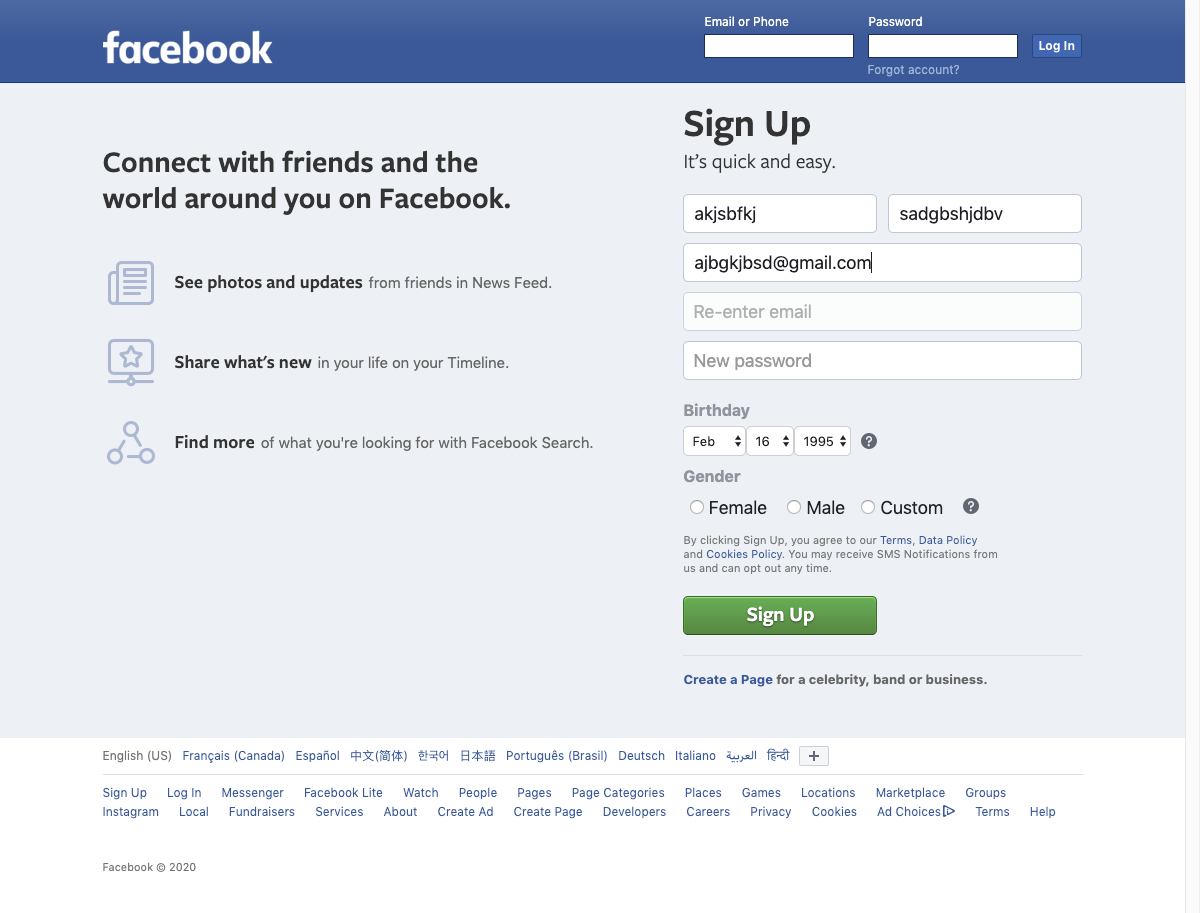 facebook
Email or Phone
Password
Log In
Forgot account?
Connect with friends and the
world around you on Facebook.
See photos and updates from friends in News Feed.
Share what's new in your life on your Timeline.
Find more of what you're looking for with Facebook Search.
Sign Up
It's quick and easy.
akjsbfkj sadgbshjdbv
ajbgkjbsd@gmail.com
Re-enter email
New password
Birthday
Feb 16 1995 ?
Gender
Female Male Custom ?
By clicking Sign Up, you agree to our Terms, Data Policy
and Cookies Policy. You may receive SMS Notifications from
us and can opt out any time.
Sign Up
Create a Page for a celebrity, band or business.
English (US) Français (Canada) Español 中文(简体) 한국어 日本語 Português (Brasil) Deutsch Italiano العربية हिन्दी +
Sign Up Log In Messenger Facebook Lite Watch People Pages Page Categories Places Games Locations Marketplace Groups
Instagram Local Fundraisers Services About Create Ad Create Page Developers Careers Privacy Cookies Ad Choices Terms Help
Facebook © 2020